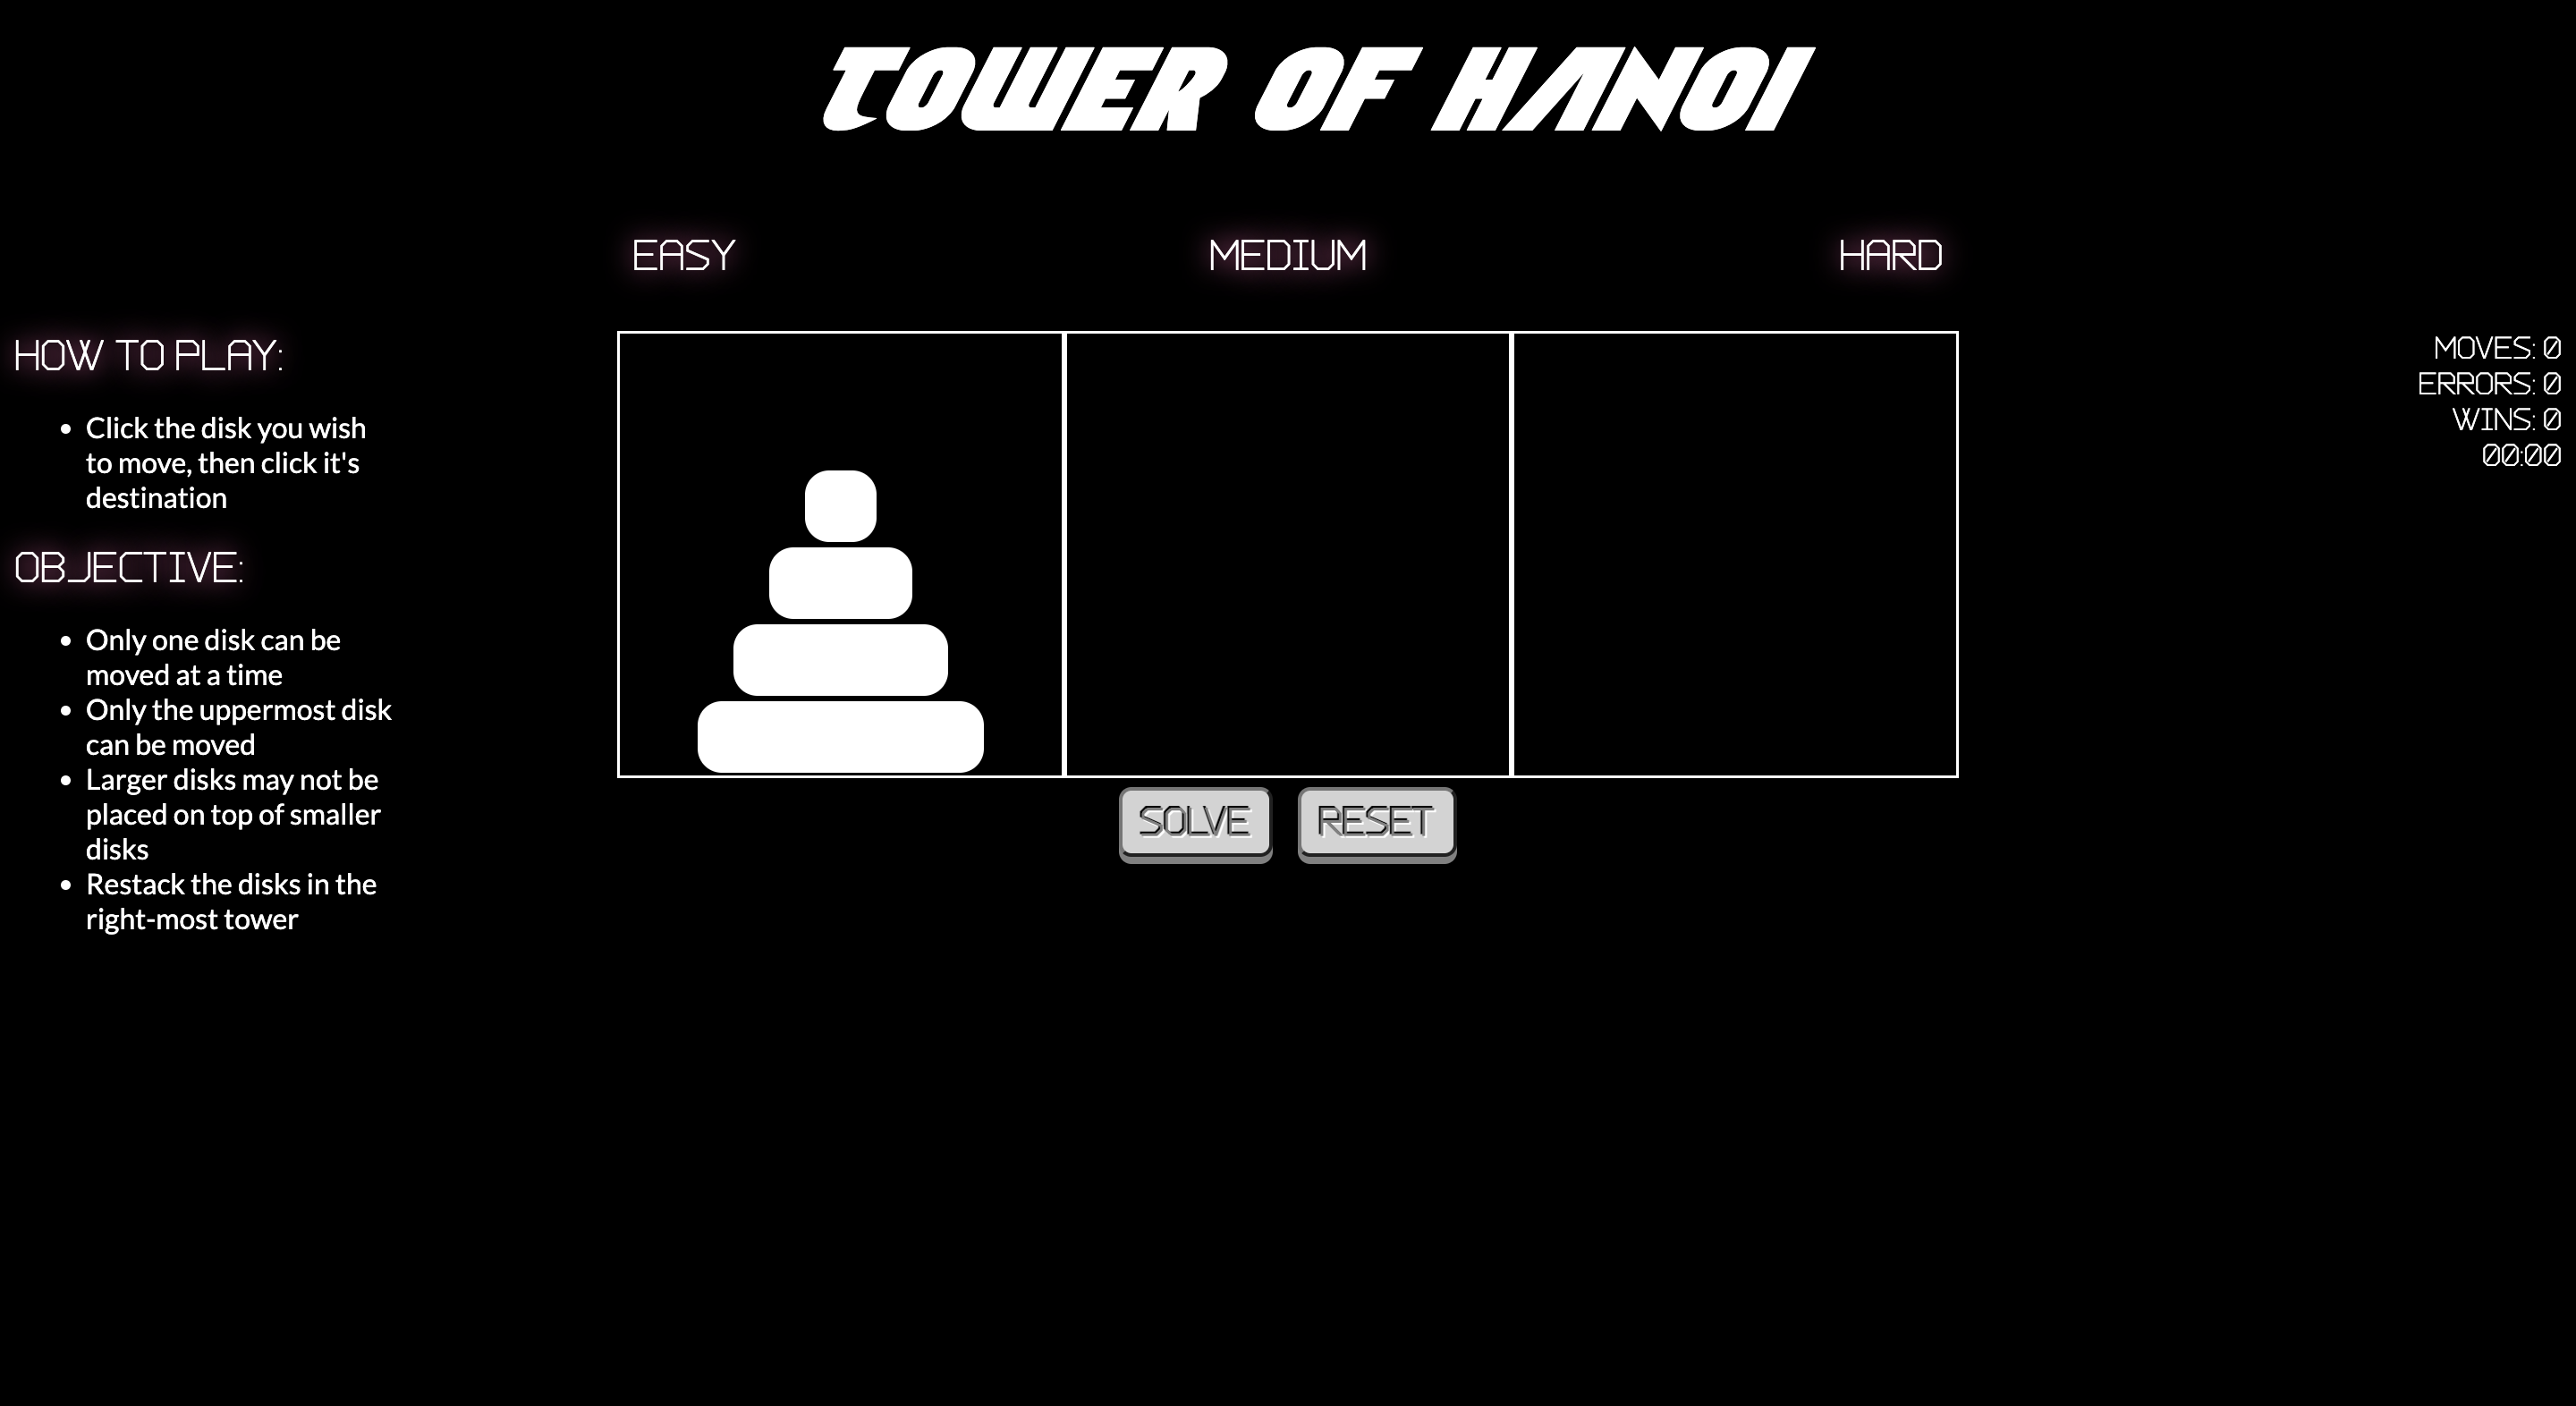 TOWER OF HANOI
EASY
MEDIUM
HARD
HOW TO PLAY:
Click the disk you wish
to move, then click it's
destination
OBJECTIVE:
Only one disk can be
moved at a time
Only the uppermost disk
can be moved
Larger disks may not be
placed on top of smaller
disks
Restack the disks in the
right-most tower
SOLVE
RESET
MOVES: 0
ERRORS: 0
WINS: 0
00:00